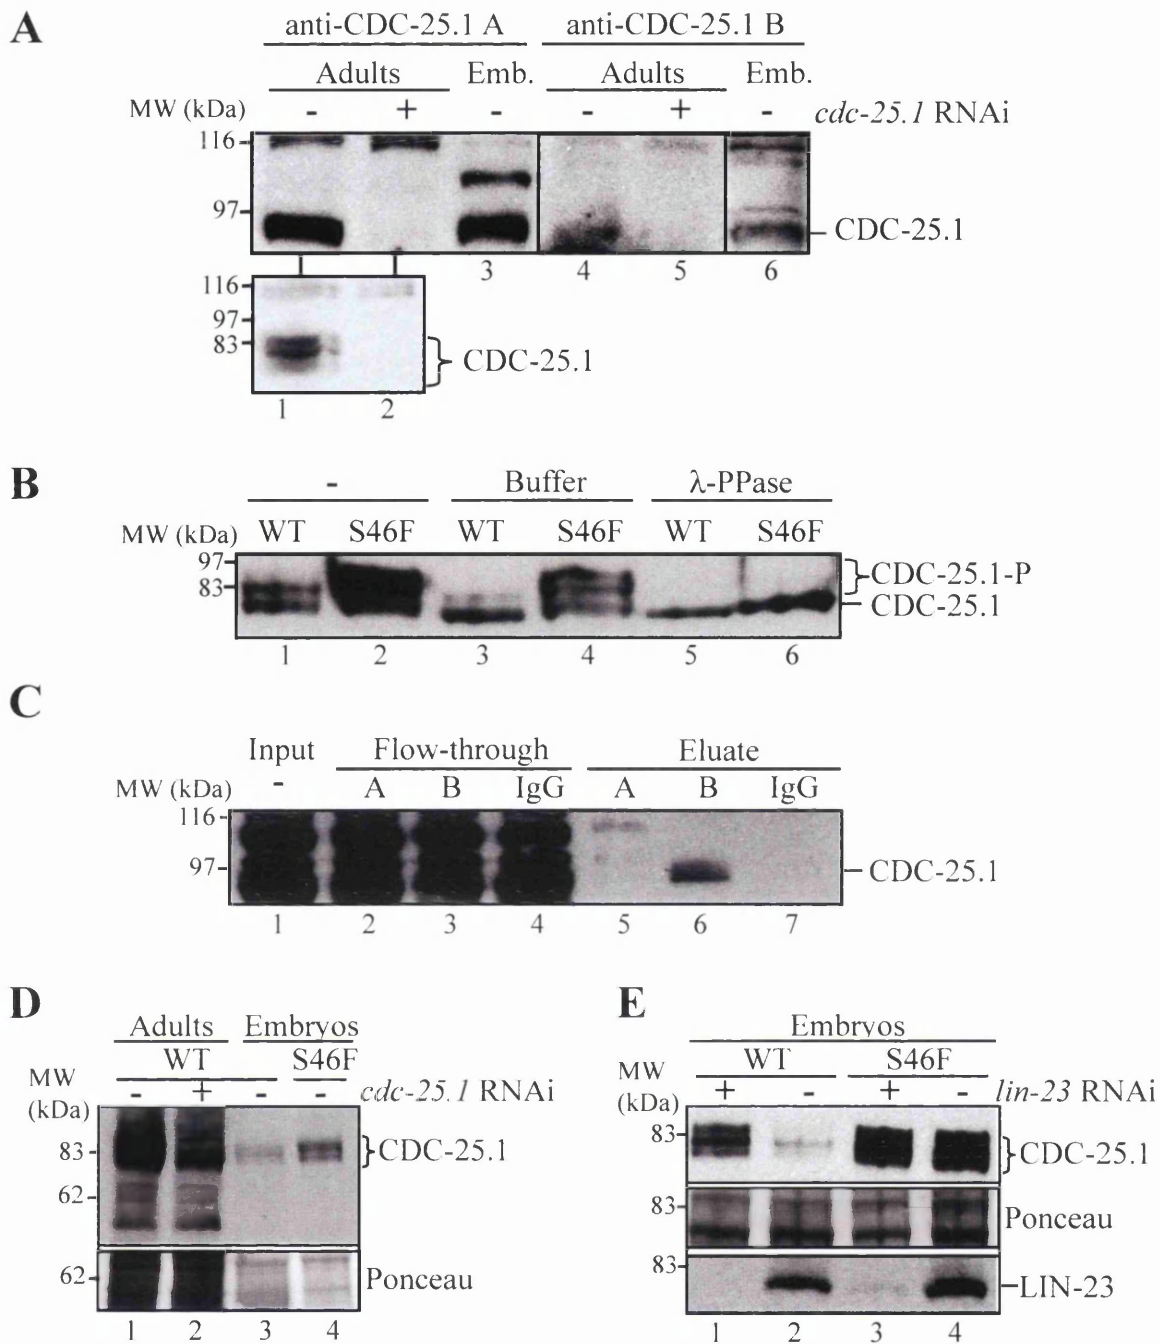 A
anti-CDC-25.1 A anti-CDC-25.1 B
Adults Emb. Adults Emb.
MW (kDa) - + - - + - cdc-25.1 RNAi
116
97
CDC-25.1
3 4 5 6
116
97
83
CDC-25.1
1 2
B
- Buffer λ-PPase
MW (kDa) WT S46F WT S46F WT S46F
97
83
CDC-25.1-P
CDC-25.1
1 2 3 4 5 6
C
Input Flow-through Eluate
MW (kDa) - A B IgG A B IgG
116
97
CDC-25.1
1 2 3 4 5 6 7
D
Adults Embryos
WT S46F
MW (kDa) - + - - cdc-25.1 RNAi
83
CDC-25.1
62
62
Ponceau
1 2 3 4
E
Embryos
WT S46F
MW (kDa) + - + - lin-23 RNAi
83
CDC-25.1
83
Ponceau
83
LIN-23
1 2 3 4